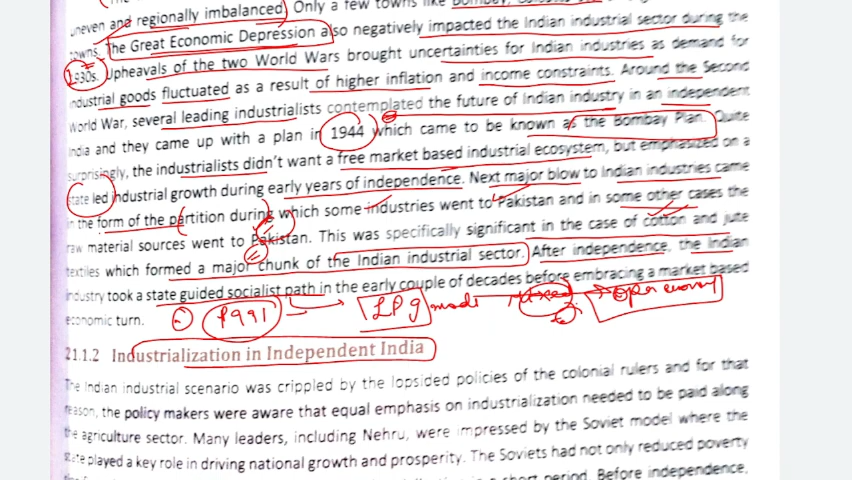 uneven and regionally imbalanced) Only a few towns like Bombay,
towns. The Great Economic Depression also negatively impacted the Indian industrial sector during the
1930s. Upheavals of the two World Wars brought uncertainties for Indian industries as demand for
industrial goods fluctuated as a result of higher inflation and income constraints. Around the Second
World War, several leading industrialists contemplated the future of Indian industry in an independent
India and they came up with a plan in 1944 which came to be known as the Bombay Plan. Quite
surprisingly, the industrialists didn't want a free market based industrial ecosystem, but emphasized on a
state led industrial growth during early years of independence. Next major blow to Indian industries came
in the form of the partition during which some industries went to Pakistan and in some other cases the
raw material sources went to Pakistan. This was specifically significant in the case of cotton and jute
textiles which formed a major chunk of the Indian industrial sector. After independence, the Indian
industry took a state guided socialist path in the early couple of decades before embracing a market based
economic turn. 1991 LPG model Mixed open economy
21.1.2 Industrialization in Independent India
The Indian industrial scenario was crippled by the lopsided policies of the colonial rulers and for that
reason, the policy makers were aware that equal emphasis on industrialization needed to be paid along
the agriculture sector. Many leaders, including Nehru, were impressed by the Soviet model where the
state played a key role in driving national growth and prosperity. The Soviets had not only reduced poverty
in a short period. Before independence,